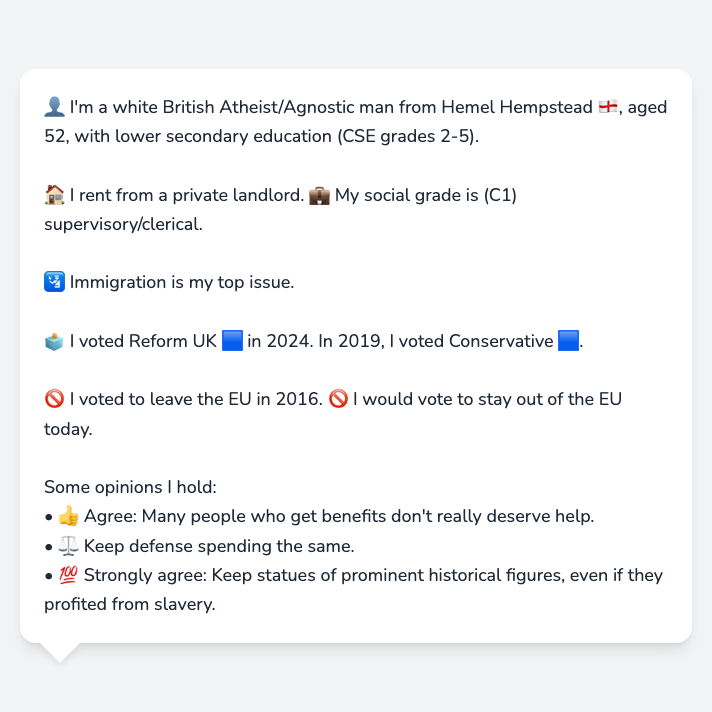 👤 I'm a white British Atheist/Agnostic man from Hemel Hempstead 🏴󠁧󠁢󠁥󠁮󠁧󠁿, aged
52, with lower secondary education (CSE grades 2-5).
🏠 I rent from a private landlord. 💼 My social grade is (C1)
supervisory/clerical.
🛂 Immigration is my top issue.
🗳️ I voted Reform UK 🟦 in 2024. In 2019, I voted Conservative 🟦.
🚫 I voted to leave the EU in 2016. 🚫 I would vote to stay out of the EU
today.
Some opinions I hold:
• 👍 Agree: Many people who get benefits don't really deserve help.
• ⚖️ Keep defense spending the same.
• 💯 Strongly agree: Keep statues of prominent historical figures, even if they
profited from slavery.